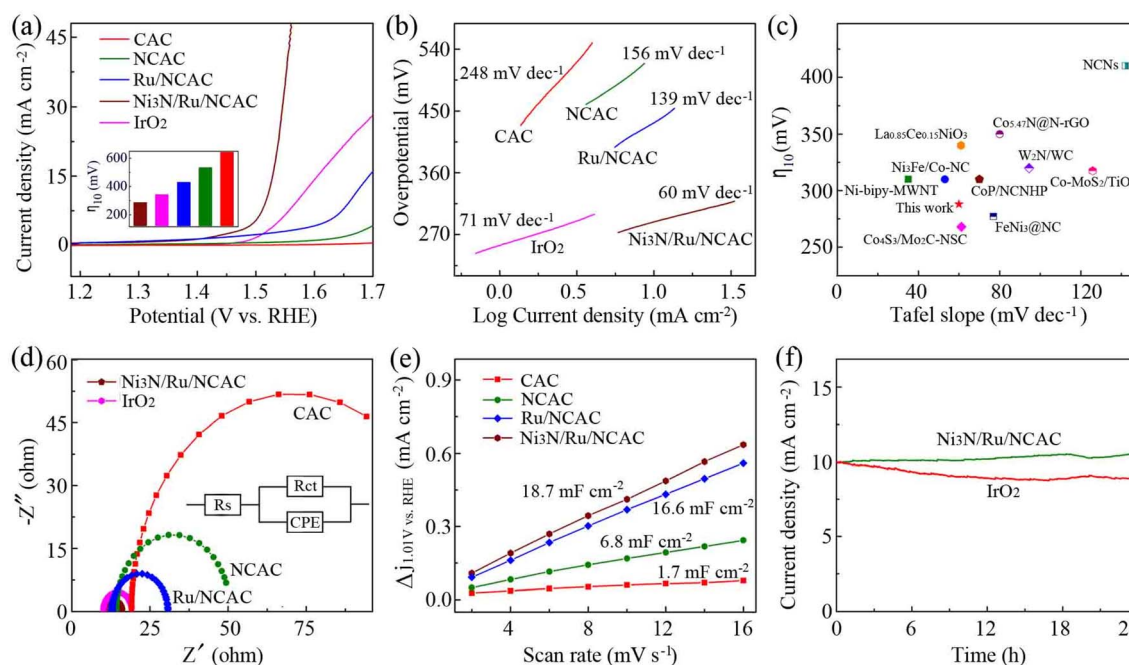 (a)
CAC
NCAC
Ru/NCAC
Ni3N/Ru/NCAC
IrO2
Current density (mA cm-2)
45
30
15
0
η10 (mV)
600
400
200
1.2
1.3
1.4
1.5
1.6
1.7
Potential (V vs. RHE)
(b)
Overpotential (mV)
540
450
360
270
248 mV dec-1
156 mV dec-1
NCAC
CAC
139 mV dec-1
Ru/NCAC
60 mV dec-1
71 mV dec-1
IrO2
Ni3N/Ru/NCAC
0.0
0.5
1.0
1.5
Log Current density (mA cm-2)
(c)
η10 (mV)
400
350
300
250
NCNs
Co5.47N@N-rGO
La0.85Ce0.15NiO3
W2N/WC
Ni3Fe/Co-NC
Co-MoS2/TiO
Ni-bipy-MWNT
CoP/NCNHP
This work
FeNi3@NC
Co4S3/Mo2C-NSC
0
40
80
120
Tafel slope (mV dec-1)
(d)
-Z″ (ohm)
60
45
30
15
0
Ni3N/Ru/NCAC
IrO2
CAC
Rs
Rct
CPE
NCAC
Ru/NCAC
0
25
50
75
Z′ (ohm)
(e)
Δj1.01V vs. RHE (mA cm-2)
0.9
0.6
0.3
0.0
CAC
NCAC
Ru/NCAC
Ni3N/Ru/NCAC
18.7 mF cm-2
16.6 mF cm-2
6.8 mF cm-2
1.7 mF cm-2
4
8
12
16
Scan rate (mV s-1)
(f)
Current density (mA cm-2)
15
10
5
0
Ni3N/Ru/NCAC
IrO2
0
6
12
18
Time (h)